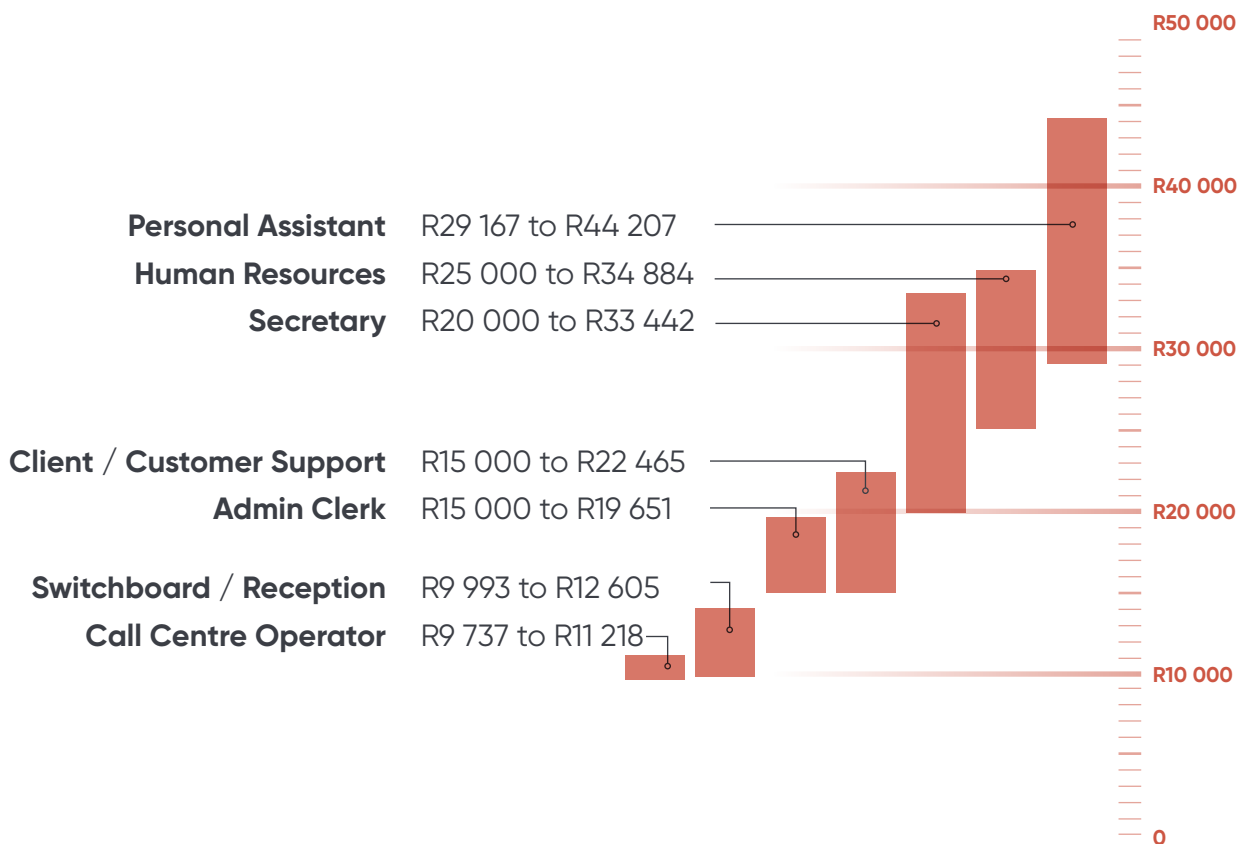 R50 000
R40 000
Personal Assistant R29 167 to R44 207
Human Resources R25 000 to R34 884
Secretary R20 000 to R33 442
R30 000
Client / Customer Support R15 000 to R22 465
Admin Clerk R15 000 to R19 651
R20 000
Switchboard / Reception R9 993 to R12 605
Call Centre Operator R9 737 to R11 218
R10 000
0